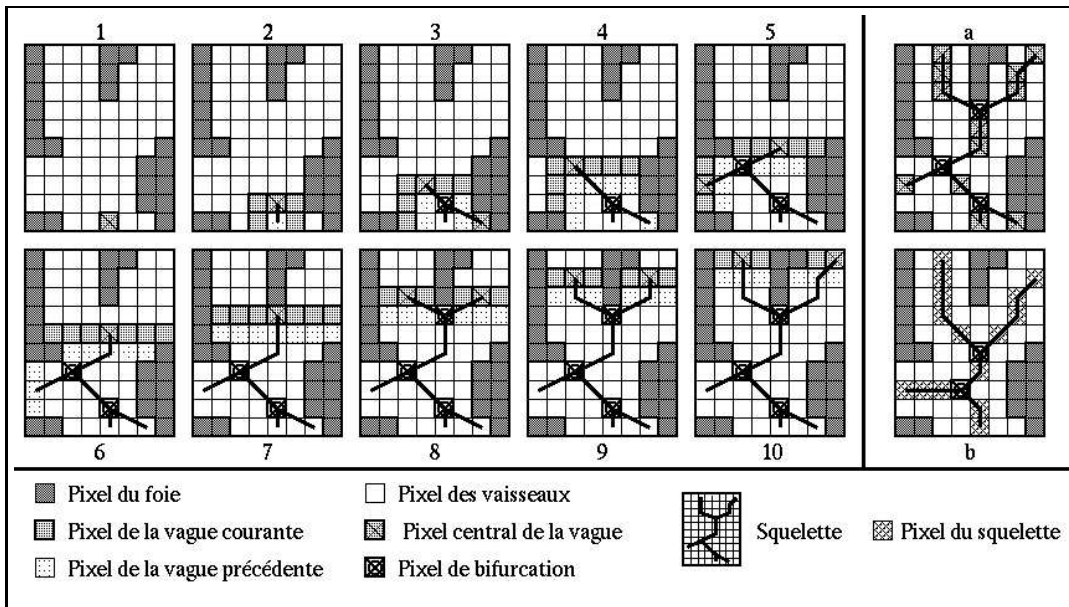 1 2 3 4 5 a
6 7 8 9 10 b
Pixel du foie
Pixel des vaisseaux
Pixel de la vague courante
Pixel central de la vague
Squelette
Pixel du squelette
Pixel de la vague précédente
Pixel de bifurcation